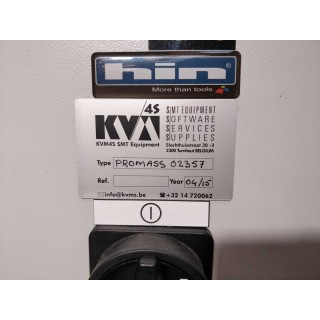 hin
More than tools
KVM 4S
KVM4S SMT Equipment
SMT EQUIPMENT
SOFTWARE
SERVICES
SUPPLIES
Slachthuisstraat 30 -3
2300 Turnhout BELGIUM
Type PROMASS 02357
Ref. Year 04/15
info@kvms.be ☎+32 14 720062